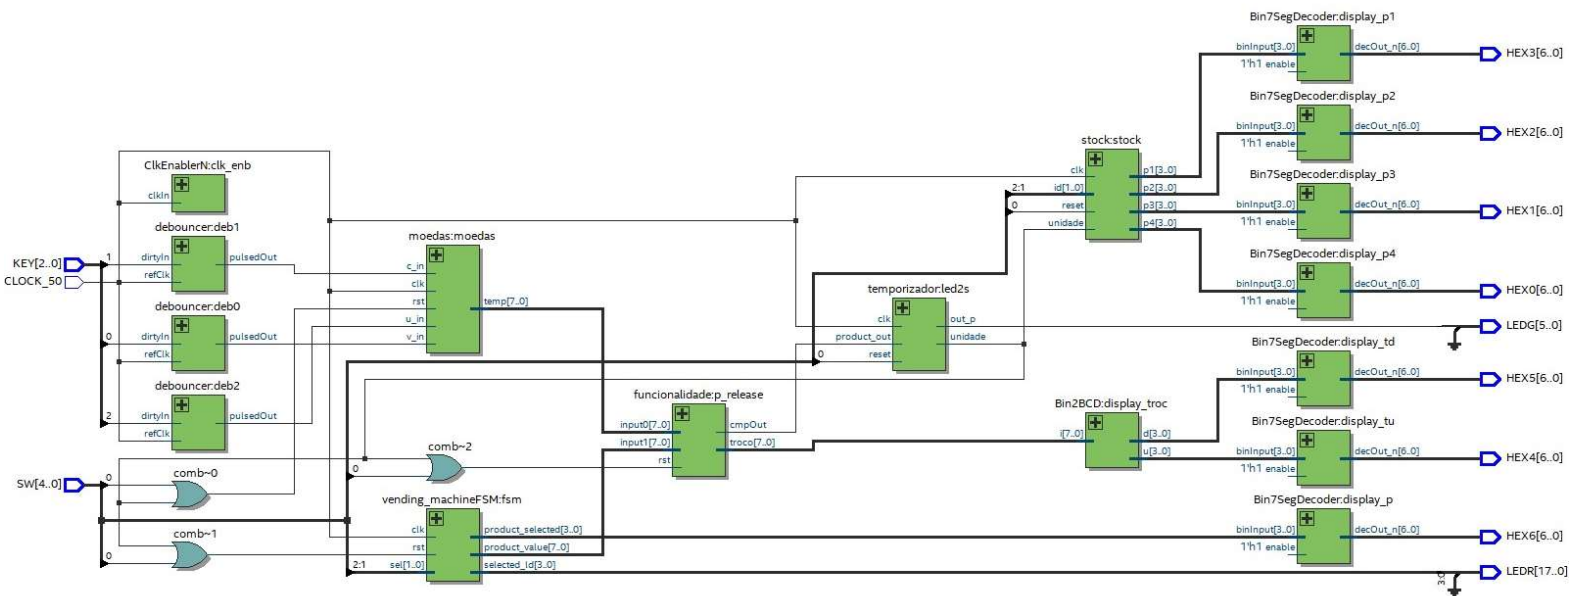 Bin7SegDecoder:display_p1
binInput[3..0] decOut_n[6..0] HEX3[6..0]
1'h1 enable
Bin7SegDecoder:display_p2
binInput[3..0] decOut_n[6..0] HEX2[6..0]
1'h1 enable
stock:stock
clk p1[3..0]
2:1 id[1..0] p2[3..0]
0 reset p3[3..0]
unidade p4[3..0]
Bin7SegDecoder:display_p3
binInput[3..0] decOut_n[6..0] HEX1[6..0]
1'h1 enable
Bin7SegDecoder:display_p4
binInput[3..0] decOut_n[6..0] HEX0[6..0]
1'h1 enable
ClkEnablerN:clk_enb
clkIn
debouncer:deb1
KEY[2..0] 1 dirtyIn pulsedOut
CLOCK_50 refClk
debouncer:deb0
0 dirtyIn pulsedOut
refClk
debouncer:deb2
2 dirtyIn pulsedOut
refClk
moedas:moedas
c_in
clk
rst temp[7..0]
u_in
v_in
temporizador:led2s
clk out_p LEDG[5..0]
product_out unidade
0 reset
Bin7SegDecoder:display_td
binInput[3..0] decOut_n[6..0] HEX5[6..0]
1'h1 enable
funcionalidade:p_release
input0[7..0] cmpOut
input1[7..0] troco[7..0]
rst
Bin2BCD:display_troc
i[7..0] d[3..0]
u[3..0]
Bin7SegDecoder:display_tu
binInput[3..0] decOut_n[6..0] HEX4[6..0]
1'h1 enable
comb~2
0
SW[4..0] 0 comb~0
comb~1
0
vending_machineFSM:fsm
clk product_selected[3..0]
rst product_value[7..0]
2:1 sel[1..0] selected_id[3..0]
Bin7SegDecoder:display_p
binInput[3..0] decOut_n[6..0] HEX6[6..0]
1'h1 enable
3:0 LEDR[17..0]